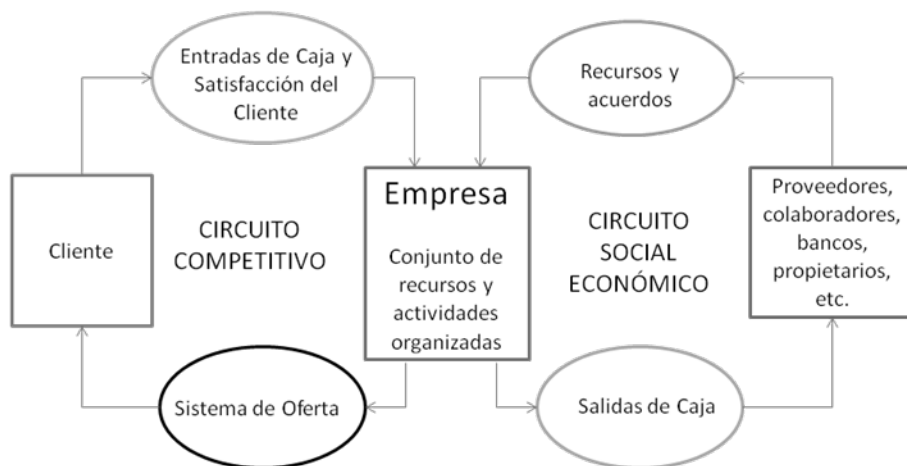 Entradas de Caja y
Satisfacción del
Cliente
Recursos y
acuerdos
Cliente
CIRCUITO
COMPETITIVO
Empresa
Conjunto de
recursos y
actividades
organizadas
CIRCUITO
SOCIAL
ECONÓMICO
Proveedores,
colaboradores,
bancos,
propietarios,
etc.
Sistema de Oferta
Salidas de Caja